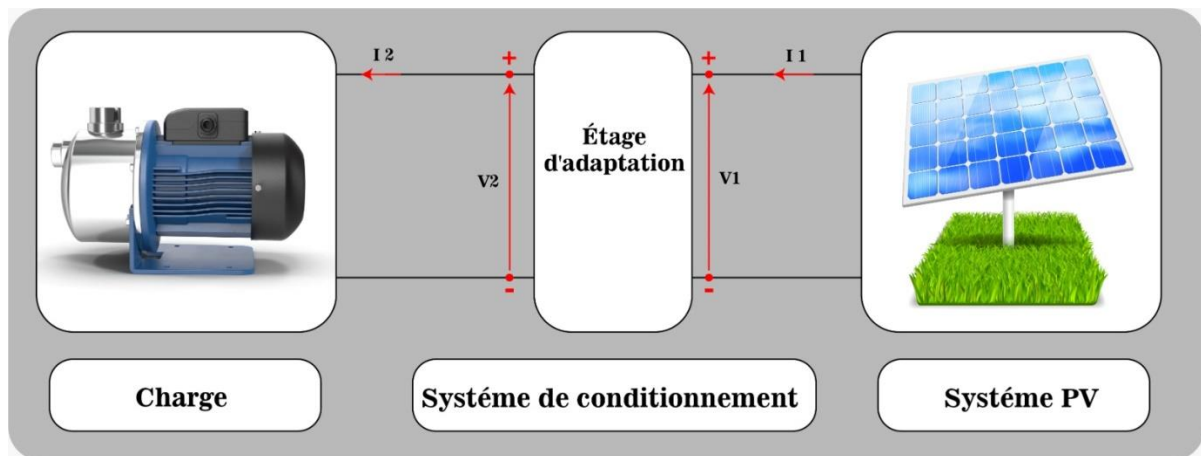 I 2
+
+
I 1
Étage
d'adaptation
V2
V1
-
-
Charge
Systéme de conditionnement
Systéme PV